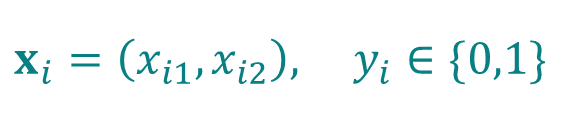 𝐱ᵢ = (xᵢ₁, xᵢ₂), yᵢ ∈ {0,1}